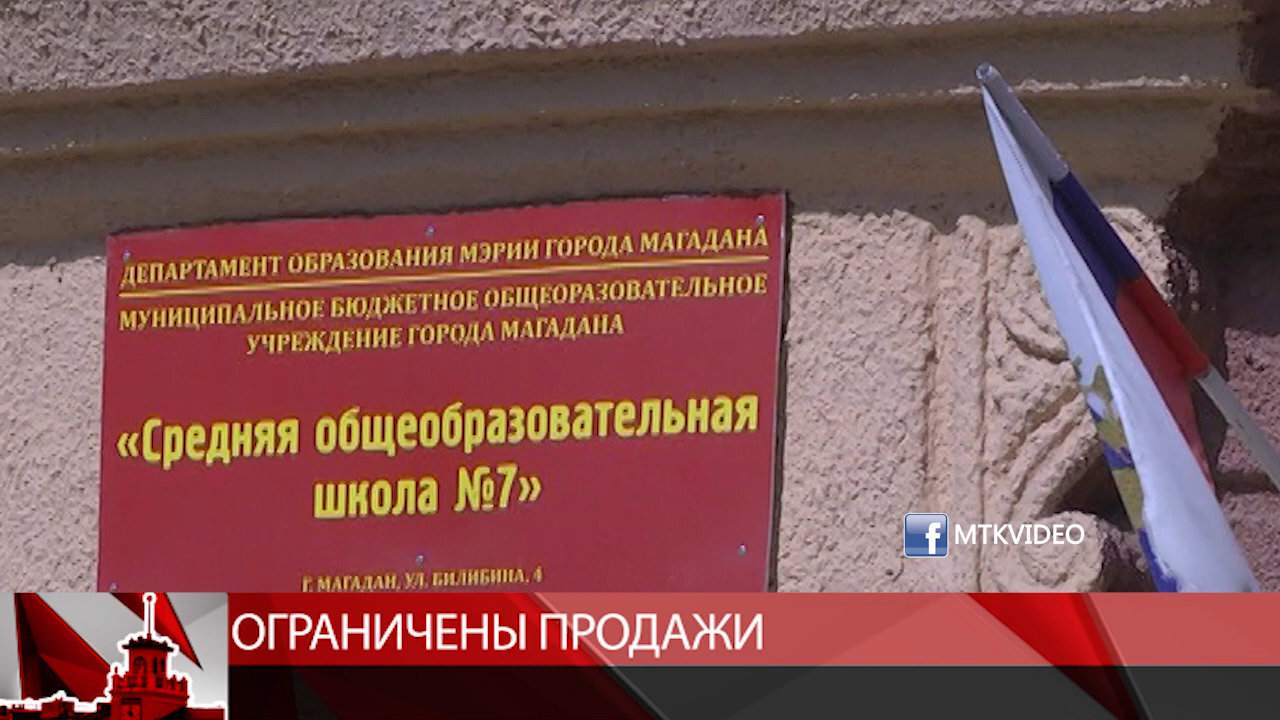 ДЕПАРТАМЕНТ ОБРАЗОВАНИЯ МЭРИИ ГОРОДА МАГАДАНА
МУНИЦИПАЛЬНОЕ БЮДЖЕТНОЕ ОБЩЕОРАЗОВАТЕЛЬНОЕ
УЧРЕЖДЕНИЕ ГОРОДА МАГАДАНА
«Средняя общеобразовательная
школа №7»
Г. МАГАДАН, УЛ. БИЛИБИНА, 4
f MTKVIDEO
ОГРАНИЧЕНЫ ПРОДАЖИ